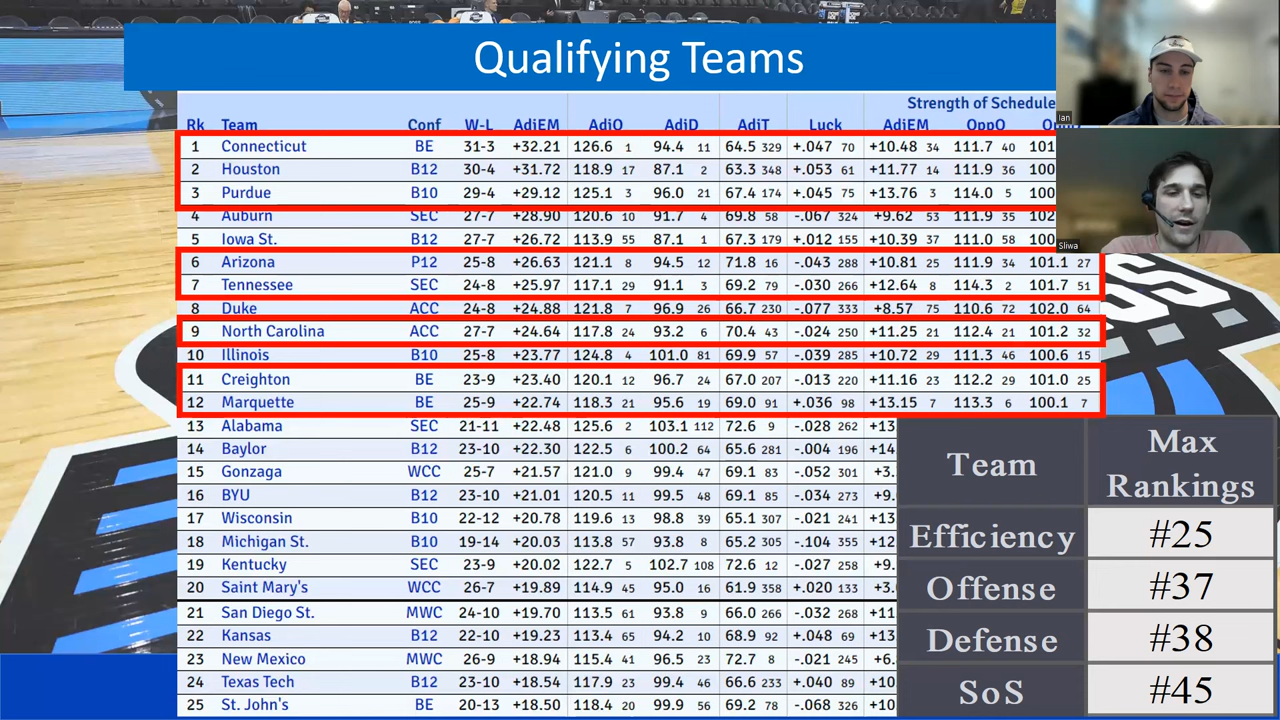 Qualifying Teams
Strength of Schedule
Rk Team Conf W-L AdjEM AdjO AdjD AdjT Luck AdjEM OppO
1 Connecticut BE 31-3 +32.21 126.6 1 94.4 11 64.5 329 +.047 70 +10.48 34 111.7 40 101
2 Houston B12 30-4 +31.72 118.9 17 87.1 2 63.3 348 +.053 61 +11.77 14 111.9 36 100
3 Purdue B10 29-4 +29.12 125.1 3 96.0 21 67.4 174 +.045 75 +13.76 3 114.0 5 100
4 Auburn SEC 27-7 +28.90 120.6 10 91.7 4 69.8 58 -.067 324 +9.62 53 111.9 35 102
5 Iowa St. B12 27-7 +26.72 113.9 55 87.1 1 67.3 179 +.012 155 +10.39 37 111.0 58 100
6 Arizona P12 25-8 +26.63 121.1 8 94.5 12 71.8 16 -.043 288 +10.81 25 111.9 34 101.1 27
7 Tennessee SEC 24-8 +25.97 117.1 29 91.1 3 69.2 79 -.030 266 +12.64 8 114.3 2 101.7 51
8 Duke ACC 24-8 +24.88 121.8 7 96.9 26 66.7 230 -.077 333 +8.57 75 110.6 72 102.0 64
9 North Carolina ACC 27-7 +24.64 117.8 24 93.2 6 70.4 43 -.024 250 +11.25 21 112.4 21 101.2 32
10 Illinois B10 25-8 +23.77 124.8 4 101.0 81 69.9 57 -.039 285 +10.72 29 111.3 46 100.6 15
11 Creighton BE 23-9 +23.40 120.1 12 96.7 24 67.0 207 -.013 220 +11.16 23 112.2 29 101.0 25
12 Marquette BE 25-9 +22.74 118.3 21 95.6 19 69.0 91 +.036 98 +13.15 7 113.3 6 100.1 7
13 Alabama SEC 21-11 +22.48 125.6 2 103.1 112 72.6 9 -.028 262 +13
14 Baylor B12 23-10 +22.30 122.5 6 100.2 64 65.6 281 -.004 196 +14
15 Gonzaga WCC 25-7 +21.57 121.0 9 99.4 47 69.1 83 -.052 301 +3.
16 BYU B12 23-10 +21.01 120.5 11 99.5 48 69.1 85 -.034 273 +9.
17 Wisconsin B10 22-12 +20.78 119.6 13 98.8 39 65.1 307 -.021 241 +13
18 Michigan St. B10 19-14 +20.03 113.8 57 93.8 8 65.2 305 -.104 355 +12
19 Kentucky SEC 23-9 +20.02 122.7 5 102.7 108 72.6 12 -.027 258 +9.
20 Saint Mary's WCC 26-7 +19.89 114.9 45 95.0 16 61.9 358 +.020 133 +3.
21 San Diego St. MWC 24-10 +19.70 113.5 61 93.8 9 66.0 266 -.032 268 +11
22 Kansas B12 22-10 +19.23 113.4 65 94.2 10 68.9 92 +.048 69 +13
23 New Mexico MWC 26-9 +18.94 115.4 41 96.5 23 72.7 8 -.021 245 +6.
24 Texas Tech B12 23-10 +18.54 117.9 23 99.4 46 66.6 233 +.040 89 +10
25 St. John's BE 20-13 +18.50 118.4 20 99.9 56 69.2 78 -.068 326 +10
Ian
Sliwa
Team Max Rankings
Efficiency #25
Offense #37
Defense #38
SoS #45